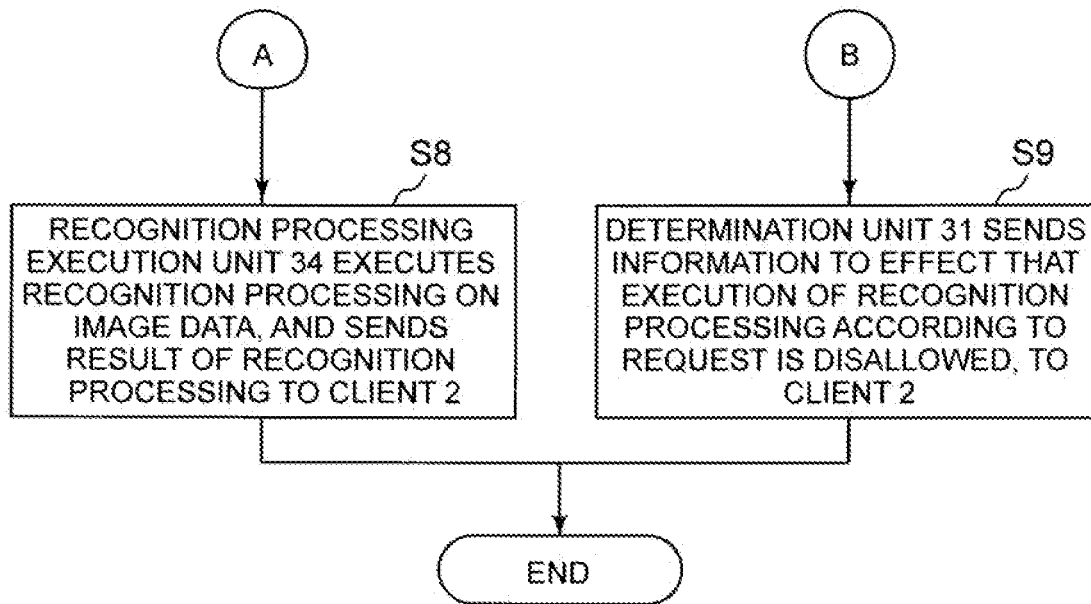 A
B
S8
S9
RECOGNITION PROCESSING
EXECUTION UNIT 34 EXECUTES
RECOGNITION PROCESSING ON
IMAGE DATA, AND SENDS
RESULT OF RECOGNITION
PROCESSING TO CLIENT 2
DETERMINATION UNIT 31 SENDS
INFORMATION TO EFFECT THAT
EXECUTION OF RECOGNITION
PROCESSING ACCORDING TO
REQUEST IS DISALLOWED, TO
CLIENT 2
END